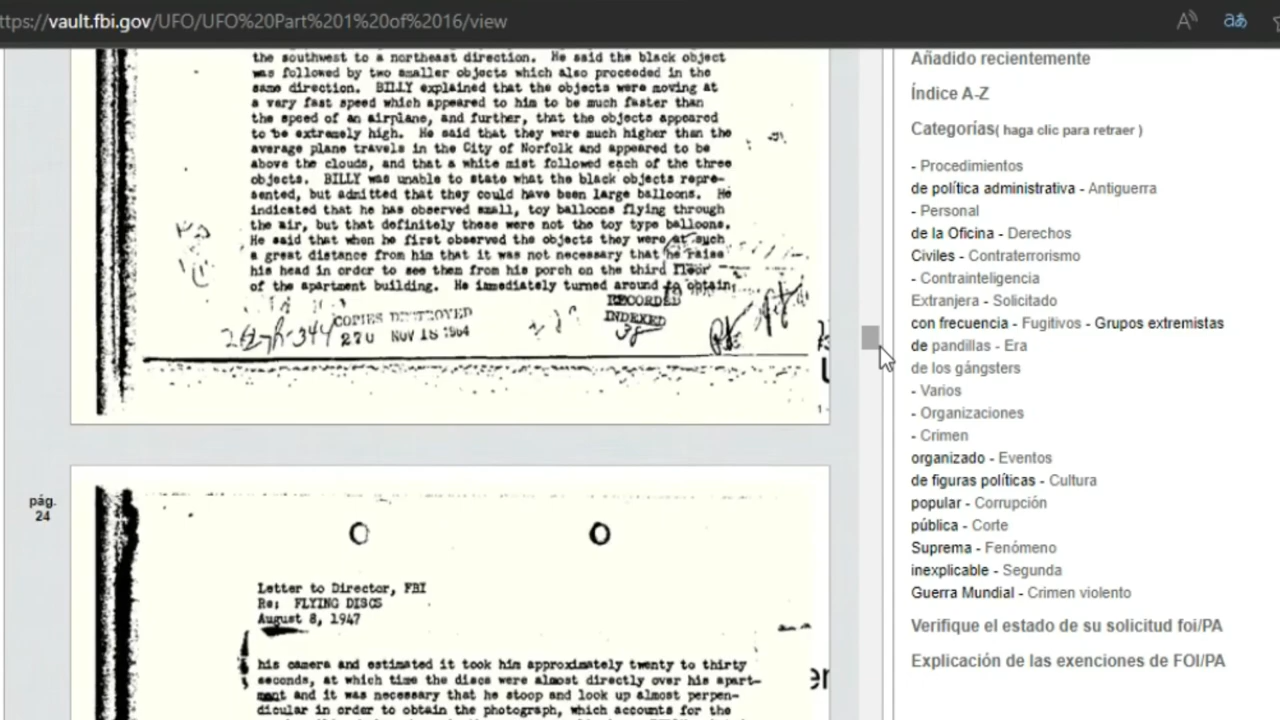 ttps://vault.fbi.gov/UFO/UFO%20Part%201%20of%2016/view
the southwest to a northeast direction. He said the black object
was followed by two smaller objects which also proceeded in the
same direction. BILLY explained that the objects were moving at
a very fast speed which appeared to him to be much faster than
the speed of an airplane, and further, that the objects appeared
to be extremely high. He said that they were much higher than the
average plane travels in the City of Norfolk and appeared to be
above the clouds, and that a white mist followed each of the three
objects. BILLY was unable to state what the black objects repre-
sented, but admitted that they could have been large balloons. He
indicated that he has observed small, toy balloons flying through
the air, but that definitely these were not the toy type balloons.
He said that when he first observed the objects they were at such
a great distance from him that it was not necessary that he raise
his head in order to see them from his porch on the third floor
of the apartment building. He immediately turned around to obtain
COPIES DESTROYED
270 NOV 18 1964
RECORDED
INDEXED
38
pág.
24
Letter to Director, FBI
Re: FLYING DISCS
August 8, 1947
his camera and estimated it took him approximately twenty to thirty
seconds, at which time the discs were almost directly over his apart-
ment and it was necessary that he stoop and look up almost perpen-
dicular in order to obtain the photograph, which accounts for the
Añadido recientemente
Índice A-Z
Categorías( haga clic para retraer )
- Procedimientos
de política administrativa - Antiguerra
- Personal
de la Oficina - Derechos
Civiles - Contraterrorismo
- Contrainteligencia
Extranjera - Solicitado
con frecuencia - Fugitivos - Grupos extremistas
de pandillas - Era
de los gángsters
- Varios
- Organizaciones
- Crimen
organizado - Eventos
de figuras políticas - Cultura
popular - Corrupción
pública - Corte
Suprema - Fenómeno
inexplicable - Segunda
Guerra Mundial - Crimen violento
Verifique el estado de su solicitud foi/PA
Explicación de las exenciones de FOI/PA